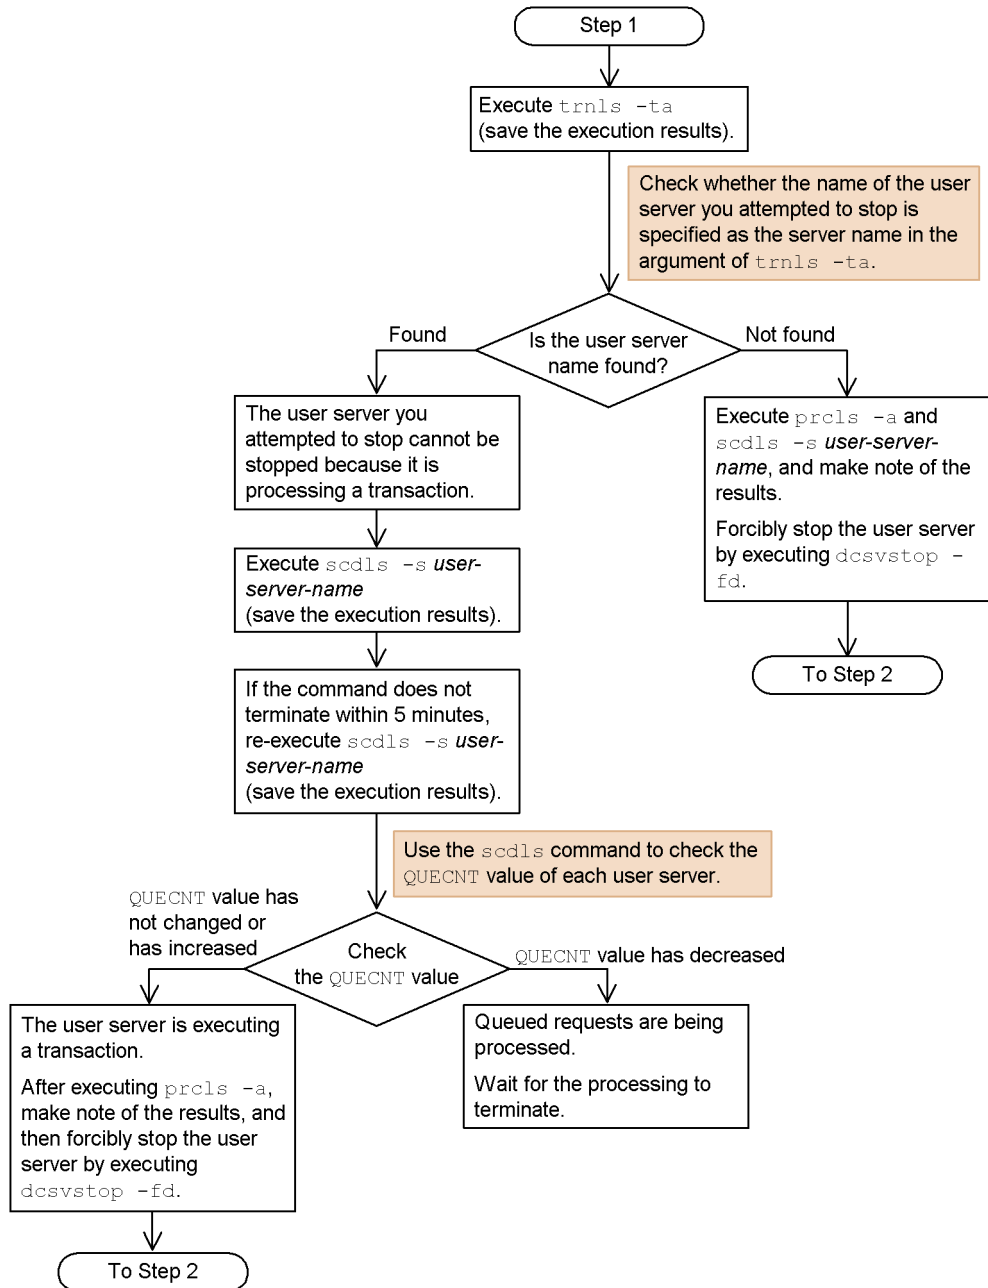 Step 1
Execute trnls -ta
(save the execution results).
Check whether the name of the user
server you attempted to stop is
specified as the server name in the
argument of trnls -ta.
Is the user server
name found?
Found
Not found
The user server you
attempted to stop cannot be
stopped because it is
processing a transaction.
Execute scdls -s user-
server-name
(save the execution results).
If the command does not
terminate within 5 minutes,
re-execute scdls -s user-
server-name
(save the execution results).
Execute prcls -a and
scdls -s user-server-
name, and make note of the
results.
Forcibly stop the user server
by executing dcsvstop -
fd.
To Step 2
Use the scdls command to check the
QUECNT value of each user server.
Check
the QUECNT value
QUECNT value has
not changed or
has increased
QUECNT value has decreased
The user server is executing
a transaction.
After executing prcls -a,
make note of the results, and
then forcibly stop the user
server by executing
dcsvstop -fd.
To Step 2
Queued requests are being
processed.
Wait for the processing to
terminate.